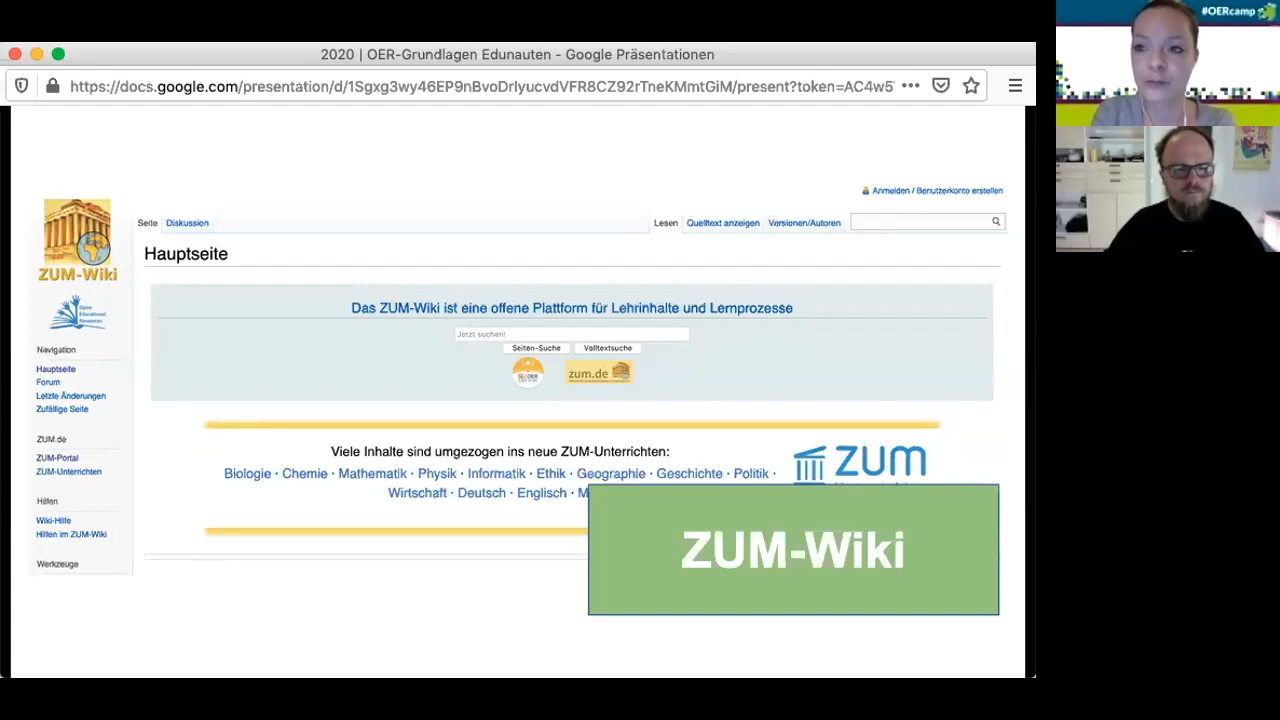 #OERcamp
2020 | OER-Grundlagen Edunauten - Google Präsentationen
https://docs.google.com/presentation/d/1Sgxg3wy46EP9nBvoDrIyucvdVFR8CZ92rTneKMmtGiM/present?token=AC4w5
Anmelden / Benutzerkonto erstellen
Seite Diskussion Lesen Quelltext anzeigen Versionen/Autoren
ZUM-Wiki
Hauptseite
Open
Educational
Resources
Das ZUM-Wiki ist eine offene Plattform für Lehrinhalte und Lernprozesse
Jetzt suchen!
Seiten-Suche Volltextsuche
zum.de
Navigation
Hauptseite
Forum
Letzte Änderungen
Zufällige Seite
ZUM.de
ZUM-Portal
ZUM-Unterrichten
Hilfen
Wiki-Hilfe
Hilfen im ZUM-Wiki
Werkzeuge
Viele Inhalte sind umgezogen ins neue ZUM-Unterrichten:
Biologie · Chemie · Mathematik · Physik · Informatik · Ethik · Geographie · Geschichte · Politik ·
Wirtschaft · Deutsch · Englisch · M
ZUM
ZUM-Wiki